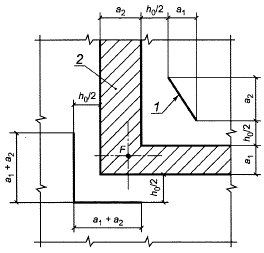 a₂
h₀/2
a₁
2
h₀/2
1
a₂
a₁ + a₂
F
h₀/2
a₁
h₀/2
a₁ + a₂